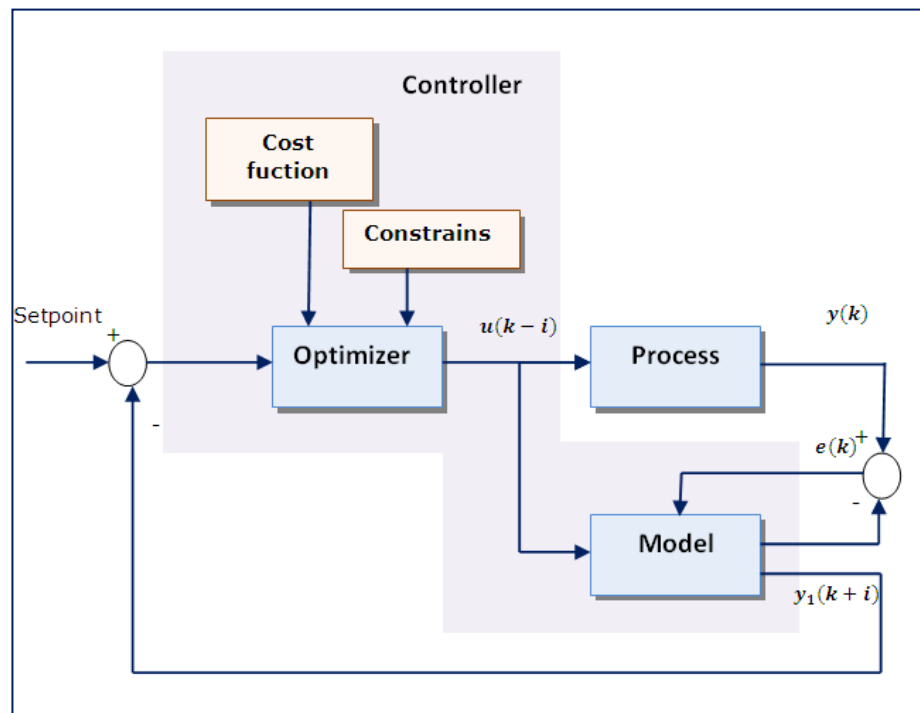 Controller
Cost
fuction
Constrains
Setpoint
+
-
Optimizer
u(k − i)
Process
y(k)
e(k)
+
-
Model
y₁(k + i)